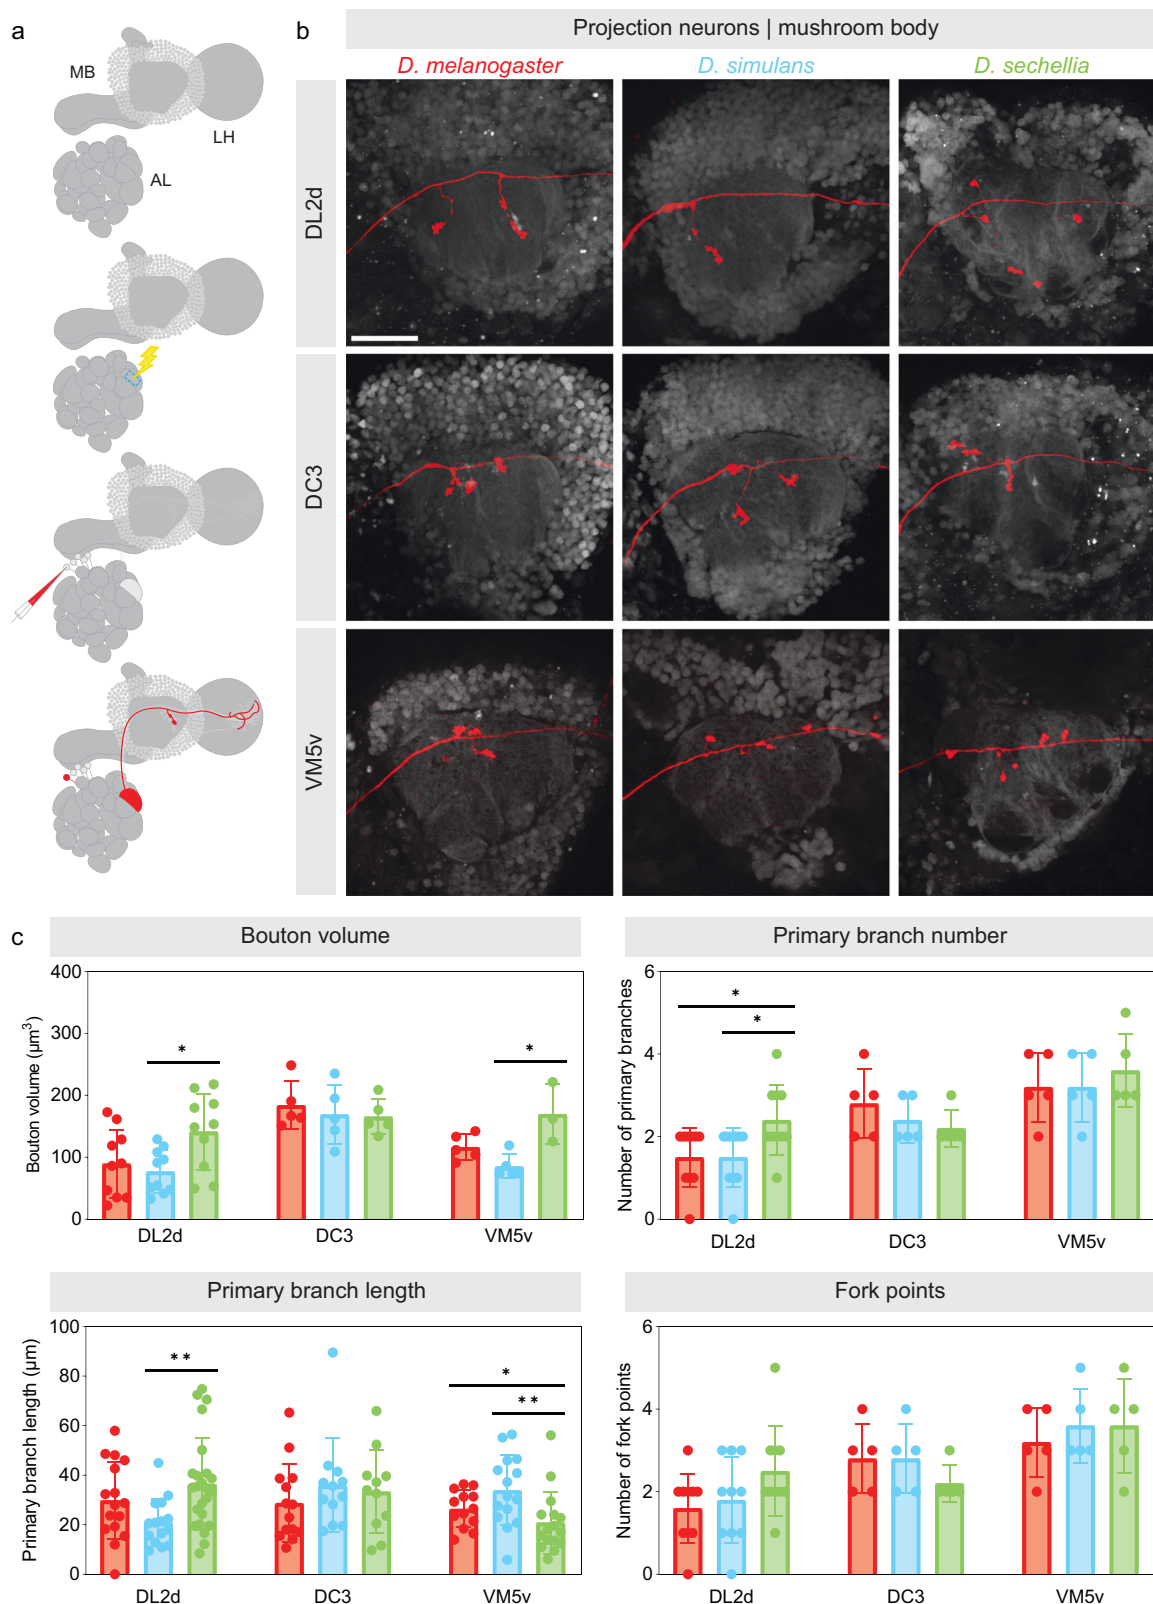 a
MB
LH
AL
b
Projection neurons | mushroom body
D. melanogaster
D. simulans
D. sechellia
DL2d
DC3
VM5v
c
Bouton volume
Bouton volume (µm³)
400
300
200
100
0
*
*
DL2d
DC3
VM5v
Primary branch number
Number of primary branches
6
4
2
0
*
*
DL2d
DC3
VM5v
Primary branch length
Primary branch length (µm)
100
80
60
40
20
0
**
*
**
DL2d
DC3
VM5v
Fork points
Number of fork points
6
4
2
0
DL2d
DC3
VM5v